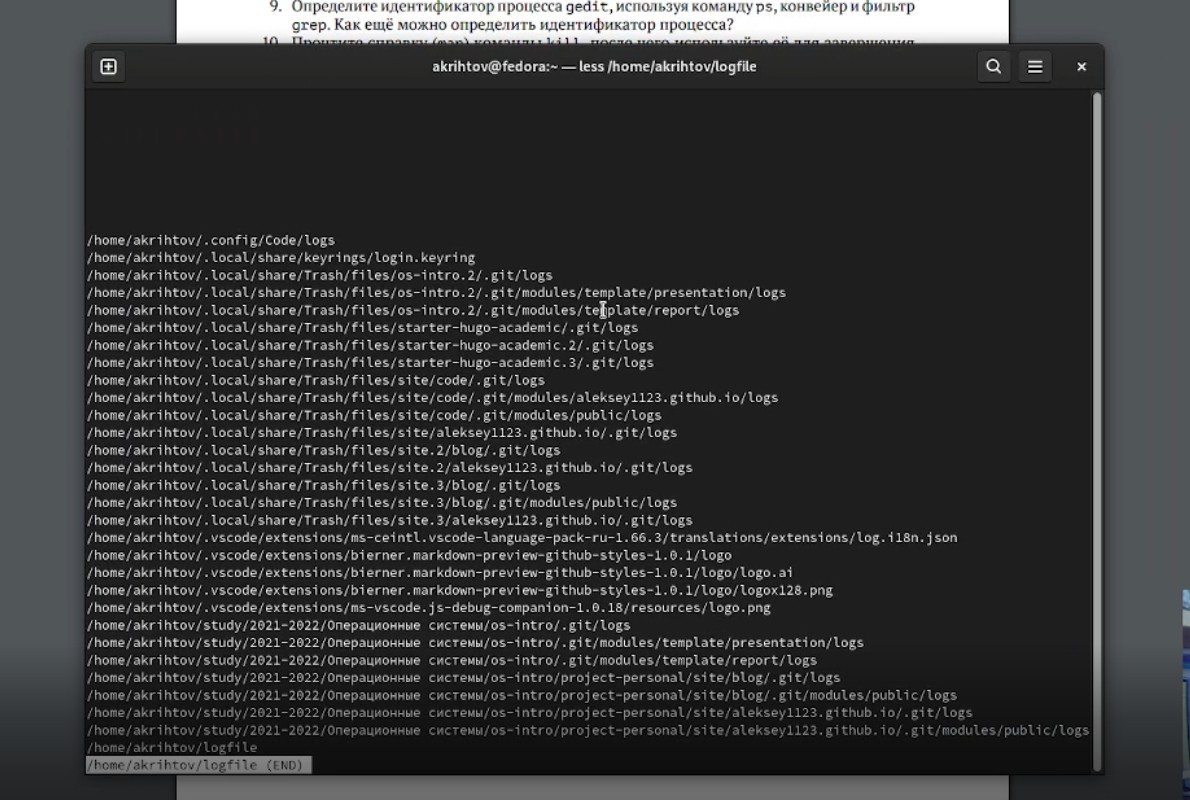 9. Определите идентификатор процесса gedit, используя команду ps, конвейер и фильтр
grep. Как ещё можно определить идентификатор процесса?
10. Прочтите справку (man) команды kill, после чего используйте её для завершения
akrihtov@fedora:~ — less /home/akrihtov/logfile
/home/akrihtov/.config/Code/logs
/home/akrihtov/.local/share/keyrings/login.keyring
/home/akrihtov/.local/share/Trash/files/os-intro.2/.git/logs
/home/akrihtov/.local/share/Trash/files/os-intro.2/.git/modules/template/presentation/logs
/home/akrihtov/.local/share/Trash/files/os-intro.2/.git/modules/template/report/logs
/home/akrihtov/.local/share/Trash/files/starter-hugo-academic/.git/logs
/home/akrihtov/.local/share/Trash/files/starter-hugo-academic.2/.git/logs
/home/akrihtov/.local/share/Trash/files/starter-hugo-academic.3/.git/logs
/home/akrihtov/.local/share/Trash/files/site/code/.git/logs
/home/akrihtov/.local/share/Trash/files/site/code/.git/modules/aleksey1123.github.io/logs
/home/akrihtov/.local/share/Trash/files/site/code/.git/modules/public/logs
/home/akrihtov/.local/share/Trash/files/site/aleksey1123.github.io/.git/logs
/home/akrihtov/.local/share/Trash/files/site.2/blog/.git/logs
/home/akrihtov/.local/share/Trash/files/site.2/aleksey1123.github.io/.git/logs
/home/akrihtov/.local/share/Trash/files/site.3/blog/.git/logs
/home/akrihtov/.local/share/Trash/files/site.3/blog/.git/modules/public/logs
/home/akrihtov/.local/share/Trash/files/site.3/aleksey1123.github.io/.git/logs
/home/akrihtov/.vscode/extensions/ms-ceintl.vscode-language-pack-ru-1.66.3/translations/extensions/log.i18n.json
/home/akrihtov/.vscode/extensions/bierner.markdown-preview-github-styles-1.0.1/logo
/home/akrihtov/.vscode/extensions/bierner.markdown-preview-github-styles-1.0.1/logo/logo.ai
/home/akrihtov/.vscode/extensions/bierner.markdown-preview-github-styles-1.0.1/logo/logox128.png
/home/akrihtov/.vscode/extensions/ms-vscode.js-debug-companion-1.0.18/resources/logo.png
/home/akrihtov/study/2021-2022/Операционные системы/os-intro/.git/logs
/home/akrihtov/study/2021-2022/Операционные системы/os-intro/.git/modules/template/presentation/logs
/home/akrihtov/study/2021-2022/Операционные системы/os-intro/.git/modules/template/report/logs
/home/akrihtov/study/2021-2022/Операционные системы/os-intro/project-personal/site/blog/.git/logs
/home/akrihtov/study/2021-2022/Операционные системы/os-intro/project-personal/site/blog/.git/modules/public/logs
/home/akrihtov/study/2021-2022/Операционные системы/os-intro/project-personal/site/aleksey1123.github.io/.git/logs
/home/akrihtov/study/2021-2022/Операционные системы/os-intro/project-personal/site/aleksey1123.github.io/.git/modules/public/logs
/home/akrihtov/logfile
/home/akrihtov/logfile (END)